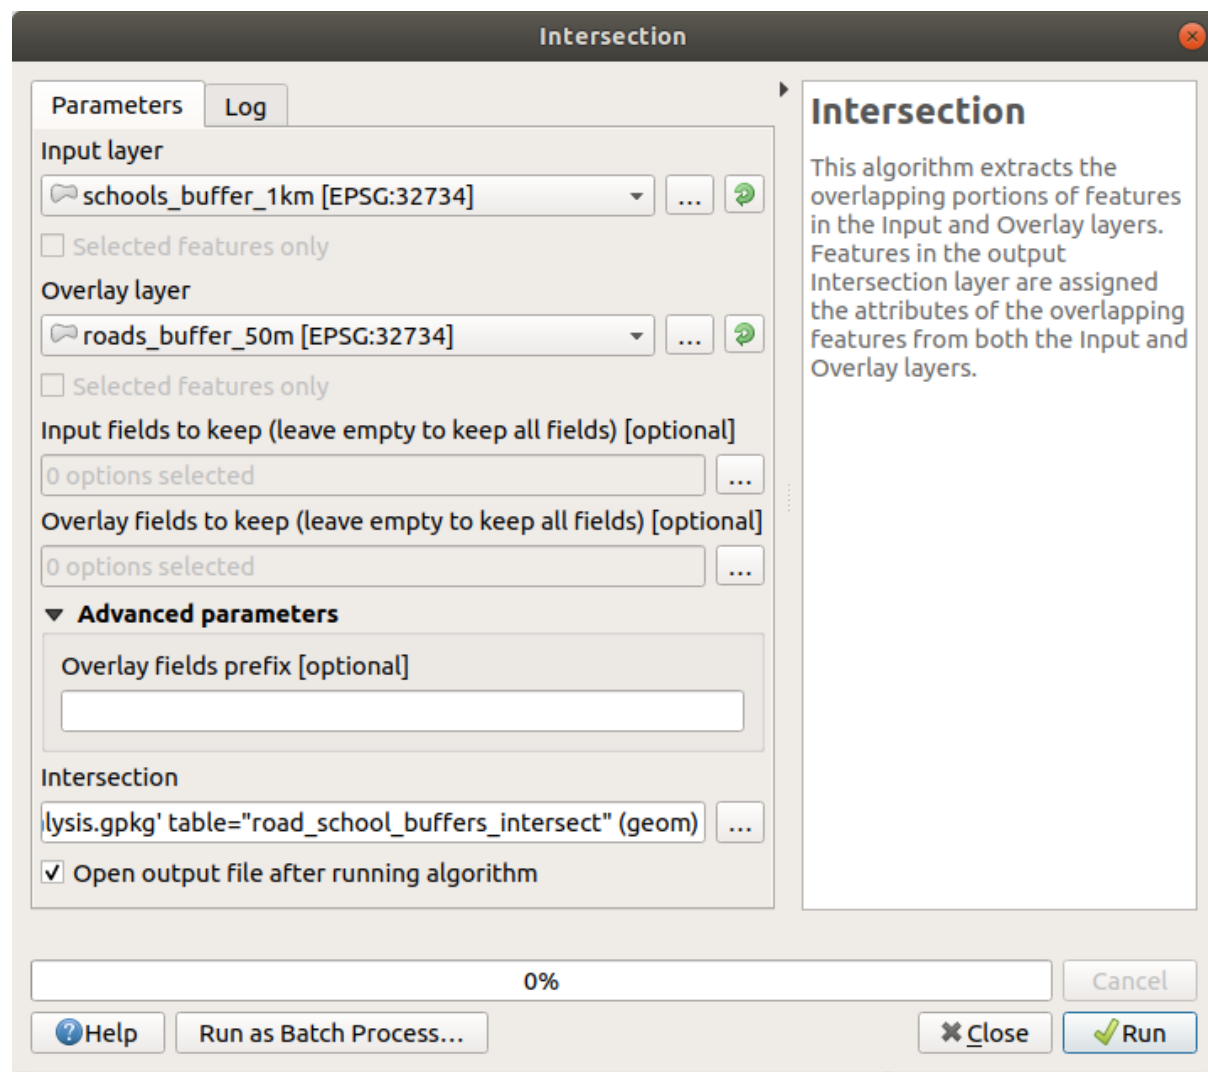 Intersection
Parameters
Log
Input layer
schools_buffer_1km [EPSG:32734]
...
Selected features only
Overlay layer
roads_buffer_50m [EPSG:32734]
...
Selected features only
Input fields to keep (leave empty to keep all fields) [optional]
0 options selected
...
Overlay fields to keep (leave empty to keep all fields) [optional]
0 options selected
...
Advanced parameters
Overlay fields prefix [optional]
Intersection
lysis.gpkg' table="road_school_buffers_intersect" (geom)
...
Open output file after running algorithm
Intersection
This algorithm extracts the
overlapping portions of features
in the Input and Overlay layers.
Features in the output
Intersection layer are assigned
the attributes of the overlapping
features from both the Input and
Overlay layers.
0%
Cancel
Help
Run as Batch Process...
Close
Run